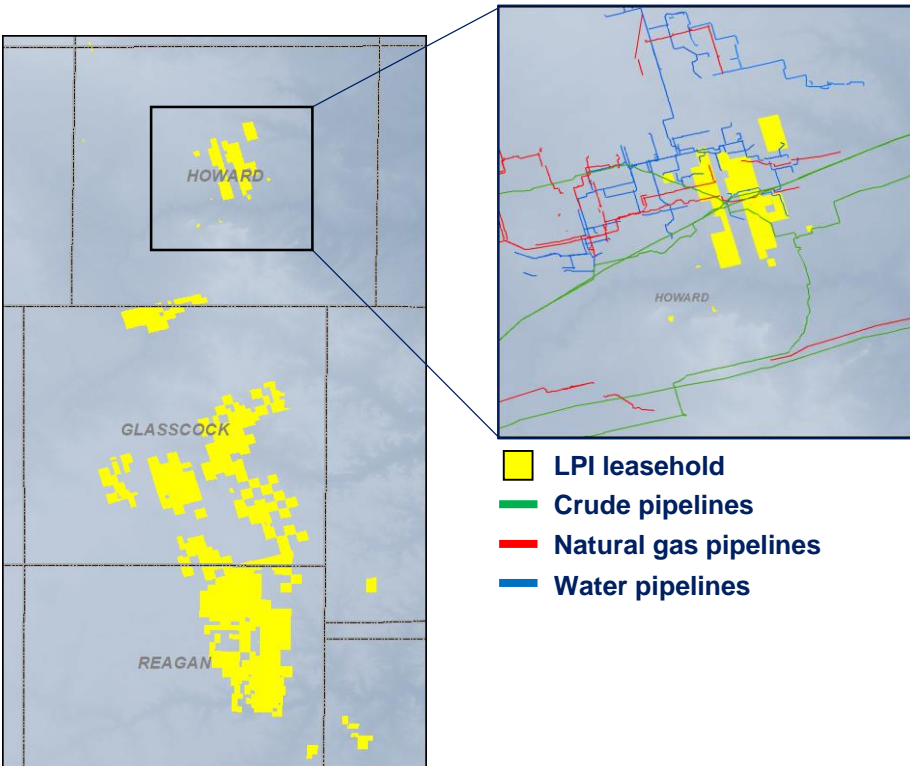 HOWARD
GLASSCOCK
REAGAN
HOWARD
LPI leasehold
Crude pipelines
Natural gas pipelines
Water pipelines